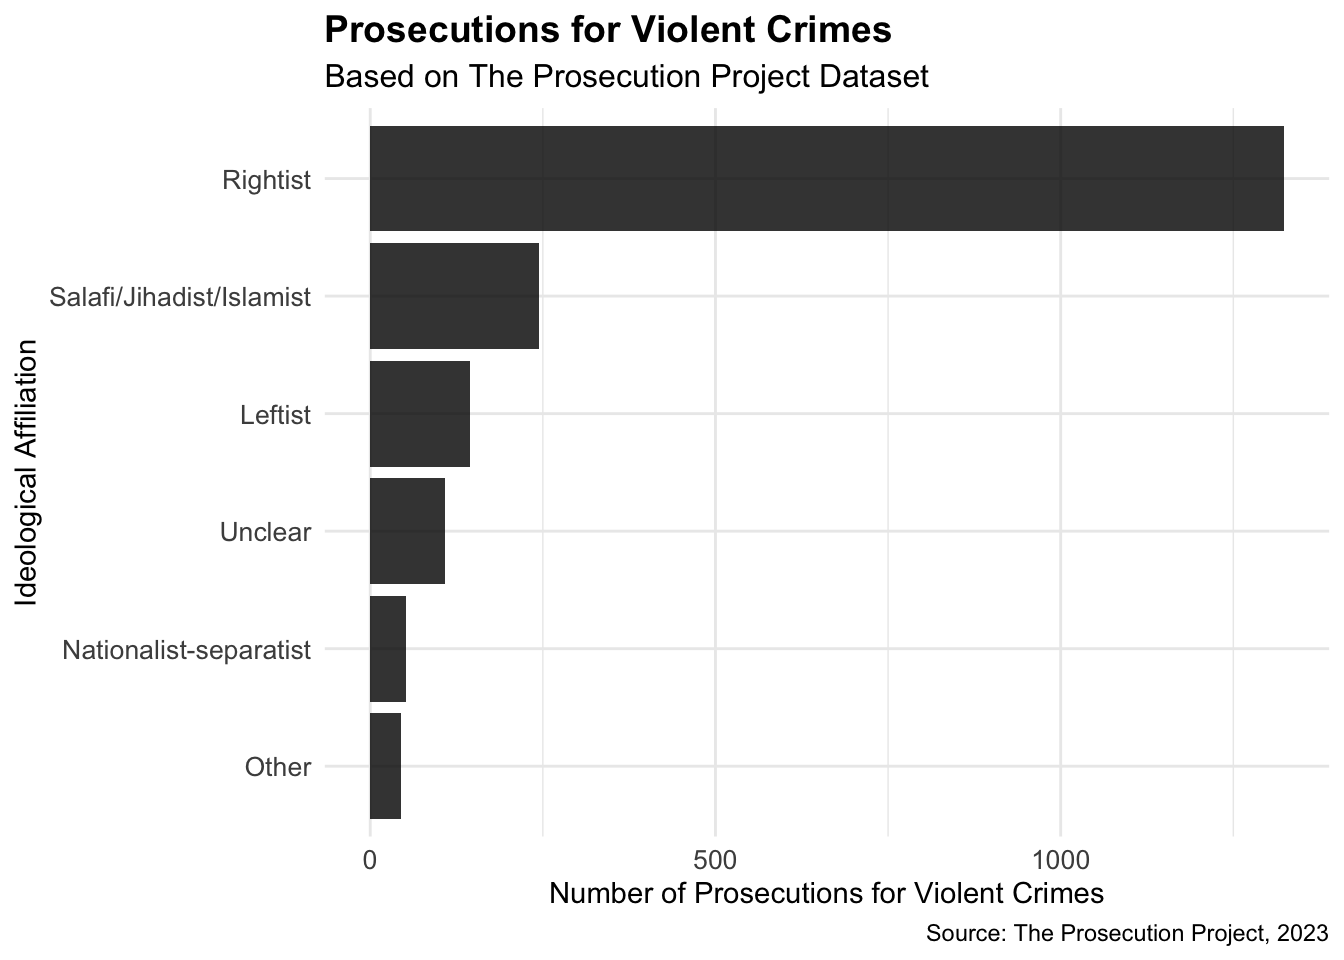 Prosecutions for Violent Crimes
Based on The Prosecution Project Dataset
Ideological Affiliation
Rightist
Salafi/Jihadist/Islamist
Leftist
Unclear
Nationalist-separatist
Other
0 500 1000
Number of Prosecutions for Violent Crimes
Source: The Prosecution Project, 2023